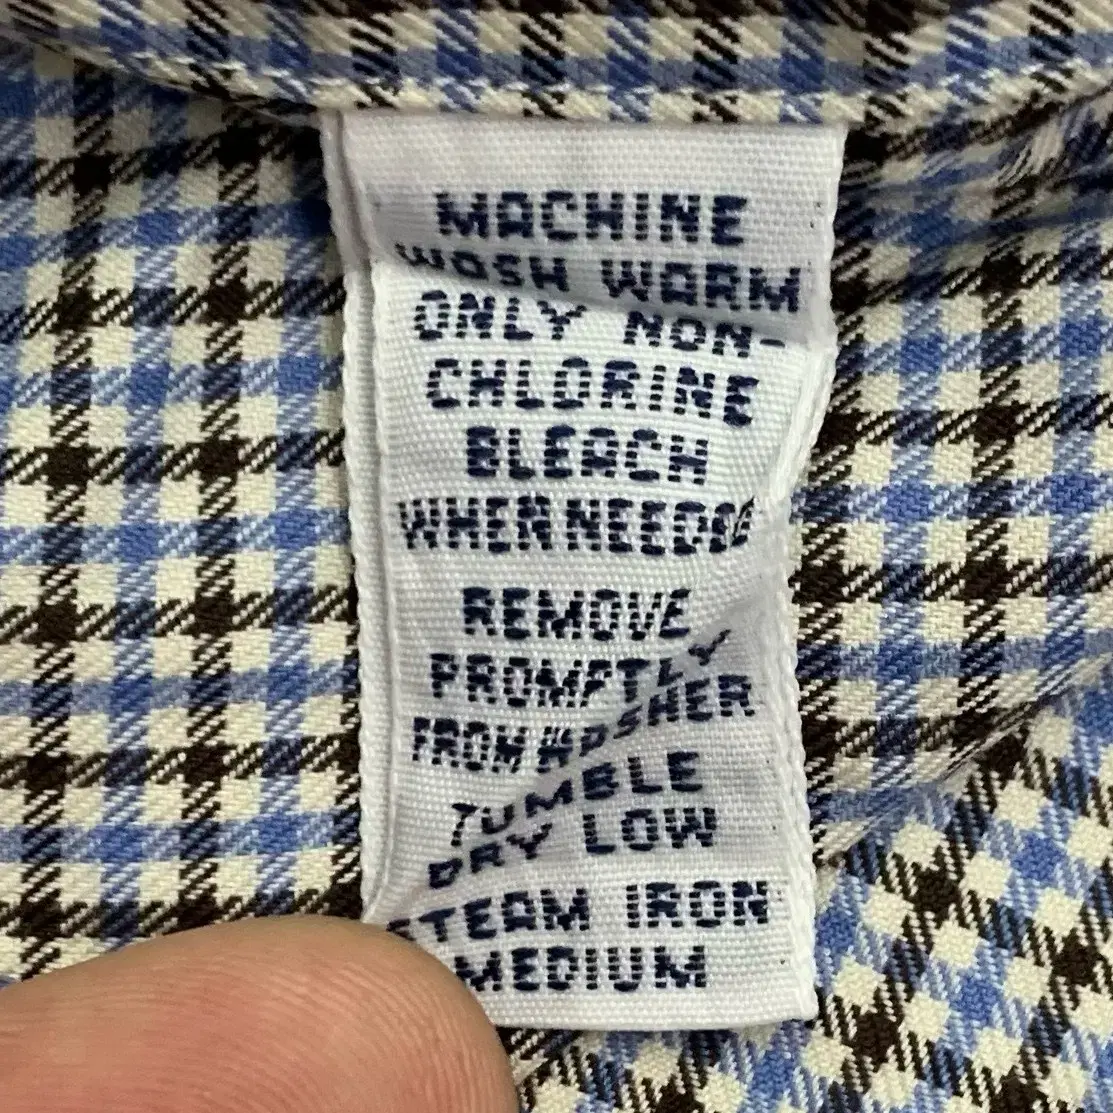 MACHINE
WASH WARM
ONLY NON-
CHLORINE
BLEACH
WHEN NEEDED
REMOVE
PROMPTLY
FROM WASHER
TUMBLE
DRY LOW
STEAM IRON
MEDIUM